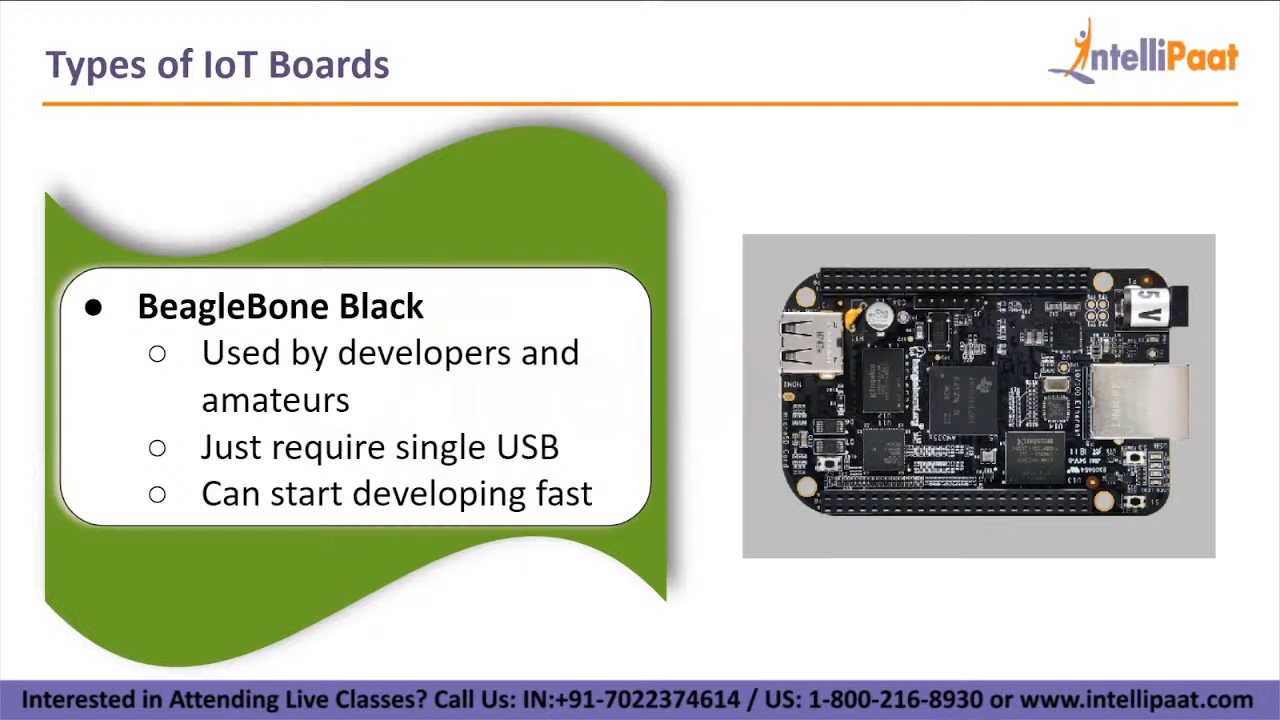 Types of IoT Boards
IntelliPaat
● BeagleBone Black
○ Used by developers and
amateurs
○ Just require single USB
○ Can start developing fast
5V
Interested in Attending Live Classes? Call Us: IN:+91-7022374614 / US: 1-800-216-8930 or www.intellipaat.com